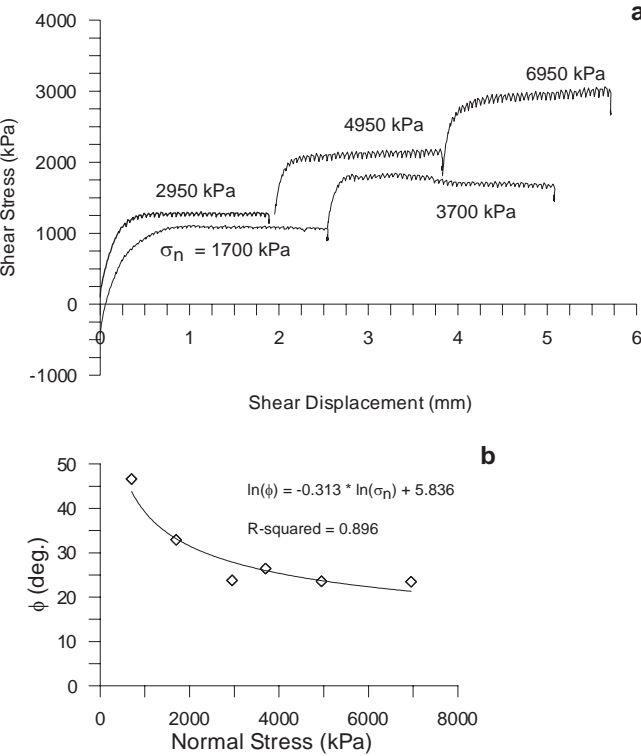 a
4000
3000
2000
1000
0
-1000
Shear Stress (kPa)
6950 kPa
4950 kPa
2950 kPa
3700 kPa
σn = 1700 kPa
0 1 2 3 4 5 6
Shear Displacement (mm)
b
50
40
30
20
10
0
ϕ (deg.)
ln(ϕ) = -0.313 * ln(σn) + 5.836
R-squared = 0.896
0 2000 4000 6000 8000
Normal Stress (kPa)